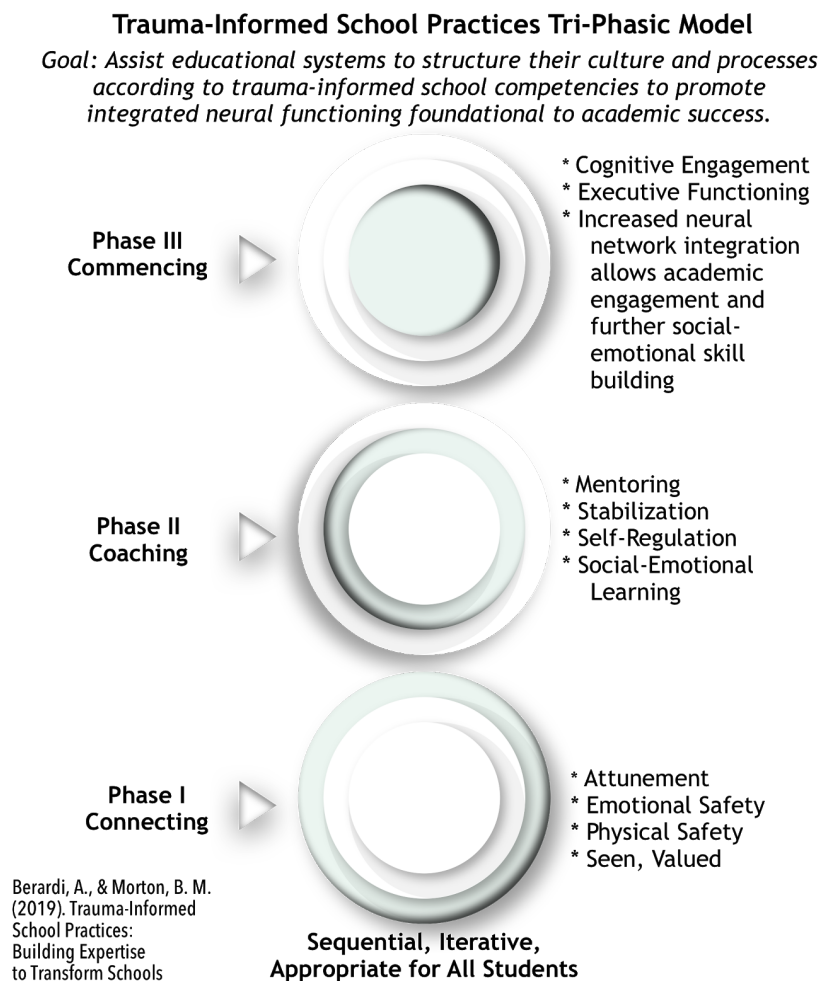 Trauma-Informed School Practices Tri-Phasic Model
Goal: Assist educational systems to structure their culture and processes
according to trauma-informed school competencies to promote
integrated neural functioning foundational to academic success.
Phase III
Commencing
* Cognitive Engagement
* Executive Functioning
* Increased neural
network integration
allows academic
engagement and
further social-
emotional skill
building
Phase II
Coaching
* Mentoring
* Stabilization
* Self-Regulation
* Social-Emotional
Learning
Phase I
Connecting
* Attunement
* Emotional Safety
* Physical Safety
* Seen, Valued
Berardi, A., & Morton, B. M.
(2019). Trauma-Informed
School Practices:
Building Expertise
to Transform Schools
Sequential, Iterative,
Appropriate for All Students